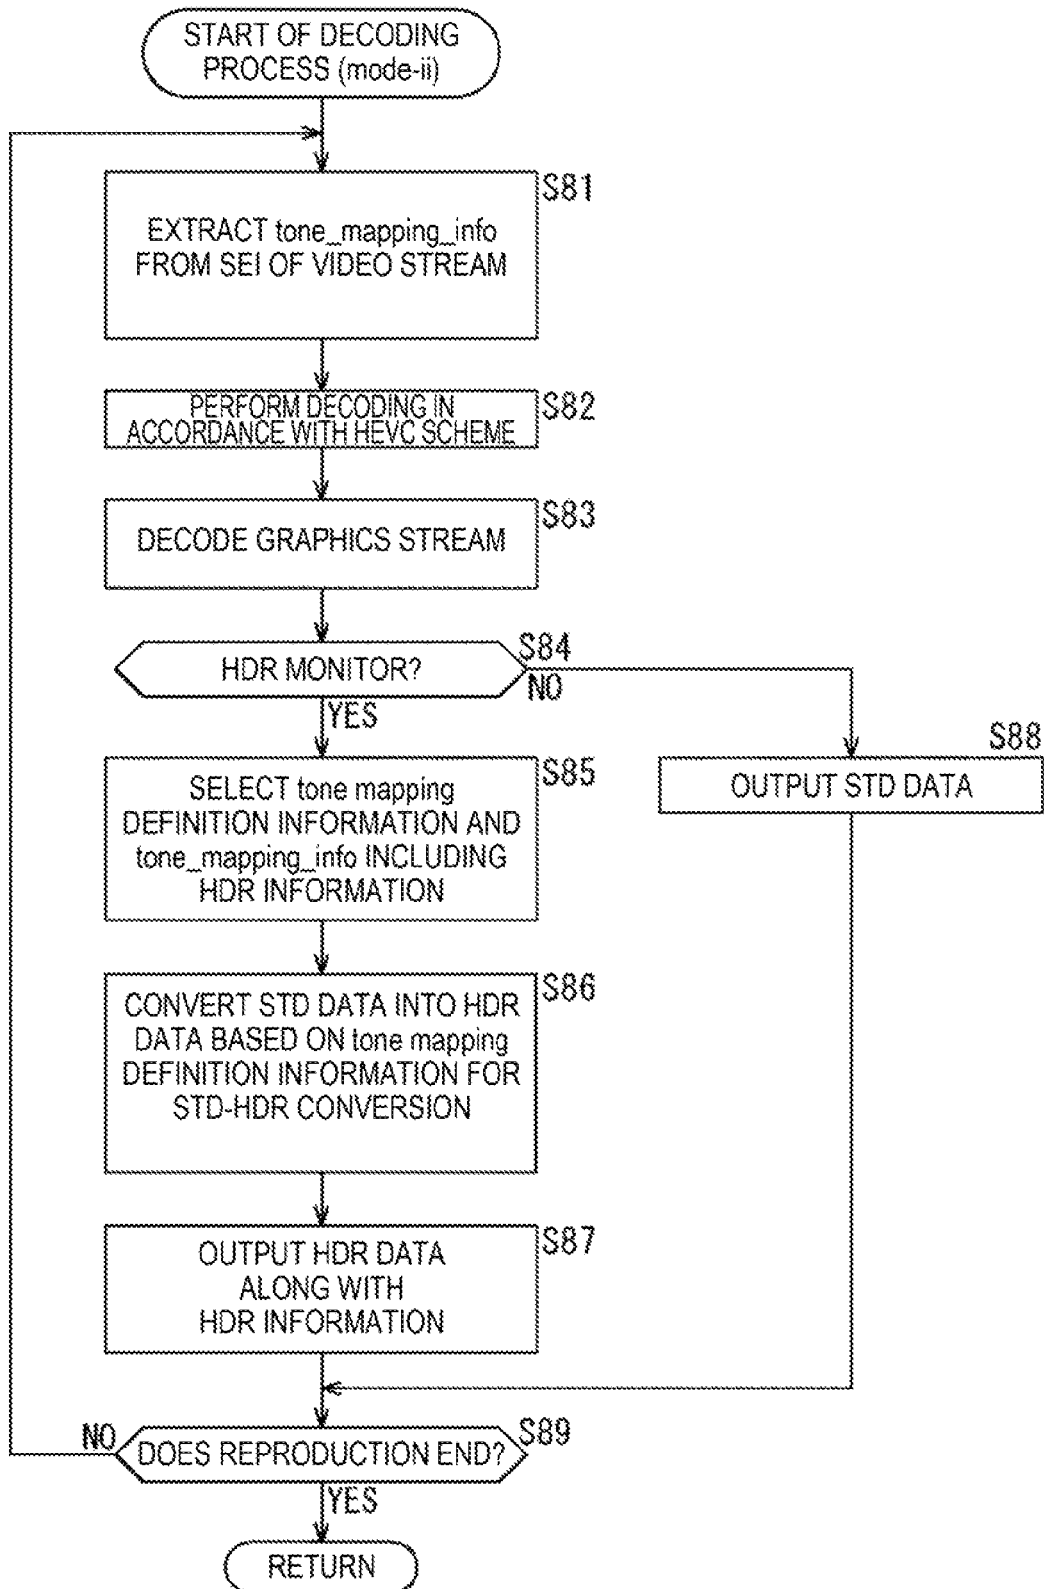 START OF DECODING
PROCESS (mode-ii)
S81
EXTRACT tone_mapping_info
FROM SEI OF VIDEO STREAM
S82
PERFORM DECODING IN
ACCORDANCE WITH HEVC SCHEME
S83
DECODE GRAPHICS STREAM
S84
HDR MONITOR?
NO
YES
S88
OUTPUT STD DATA
S85
SELECT tone mapping
DEFINITION INFORMATION AND
tone_mapping_info INCLUDING
HDR INFORMATION
S86
CONVERT STD DATA INTO HDR
DATA BASED ON tone mapping
DEFINITION INFORMATION FOR
STD-HDR CONVERSION
S87
OUTPUT HDR DATA
ALONG WITH
HDR INFORMATION
NO
S89
DOES REPRODUCTION END?
YES
RETURN